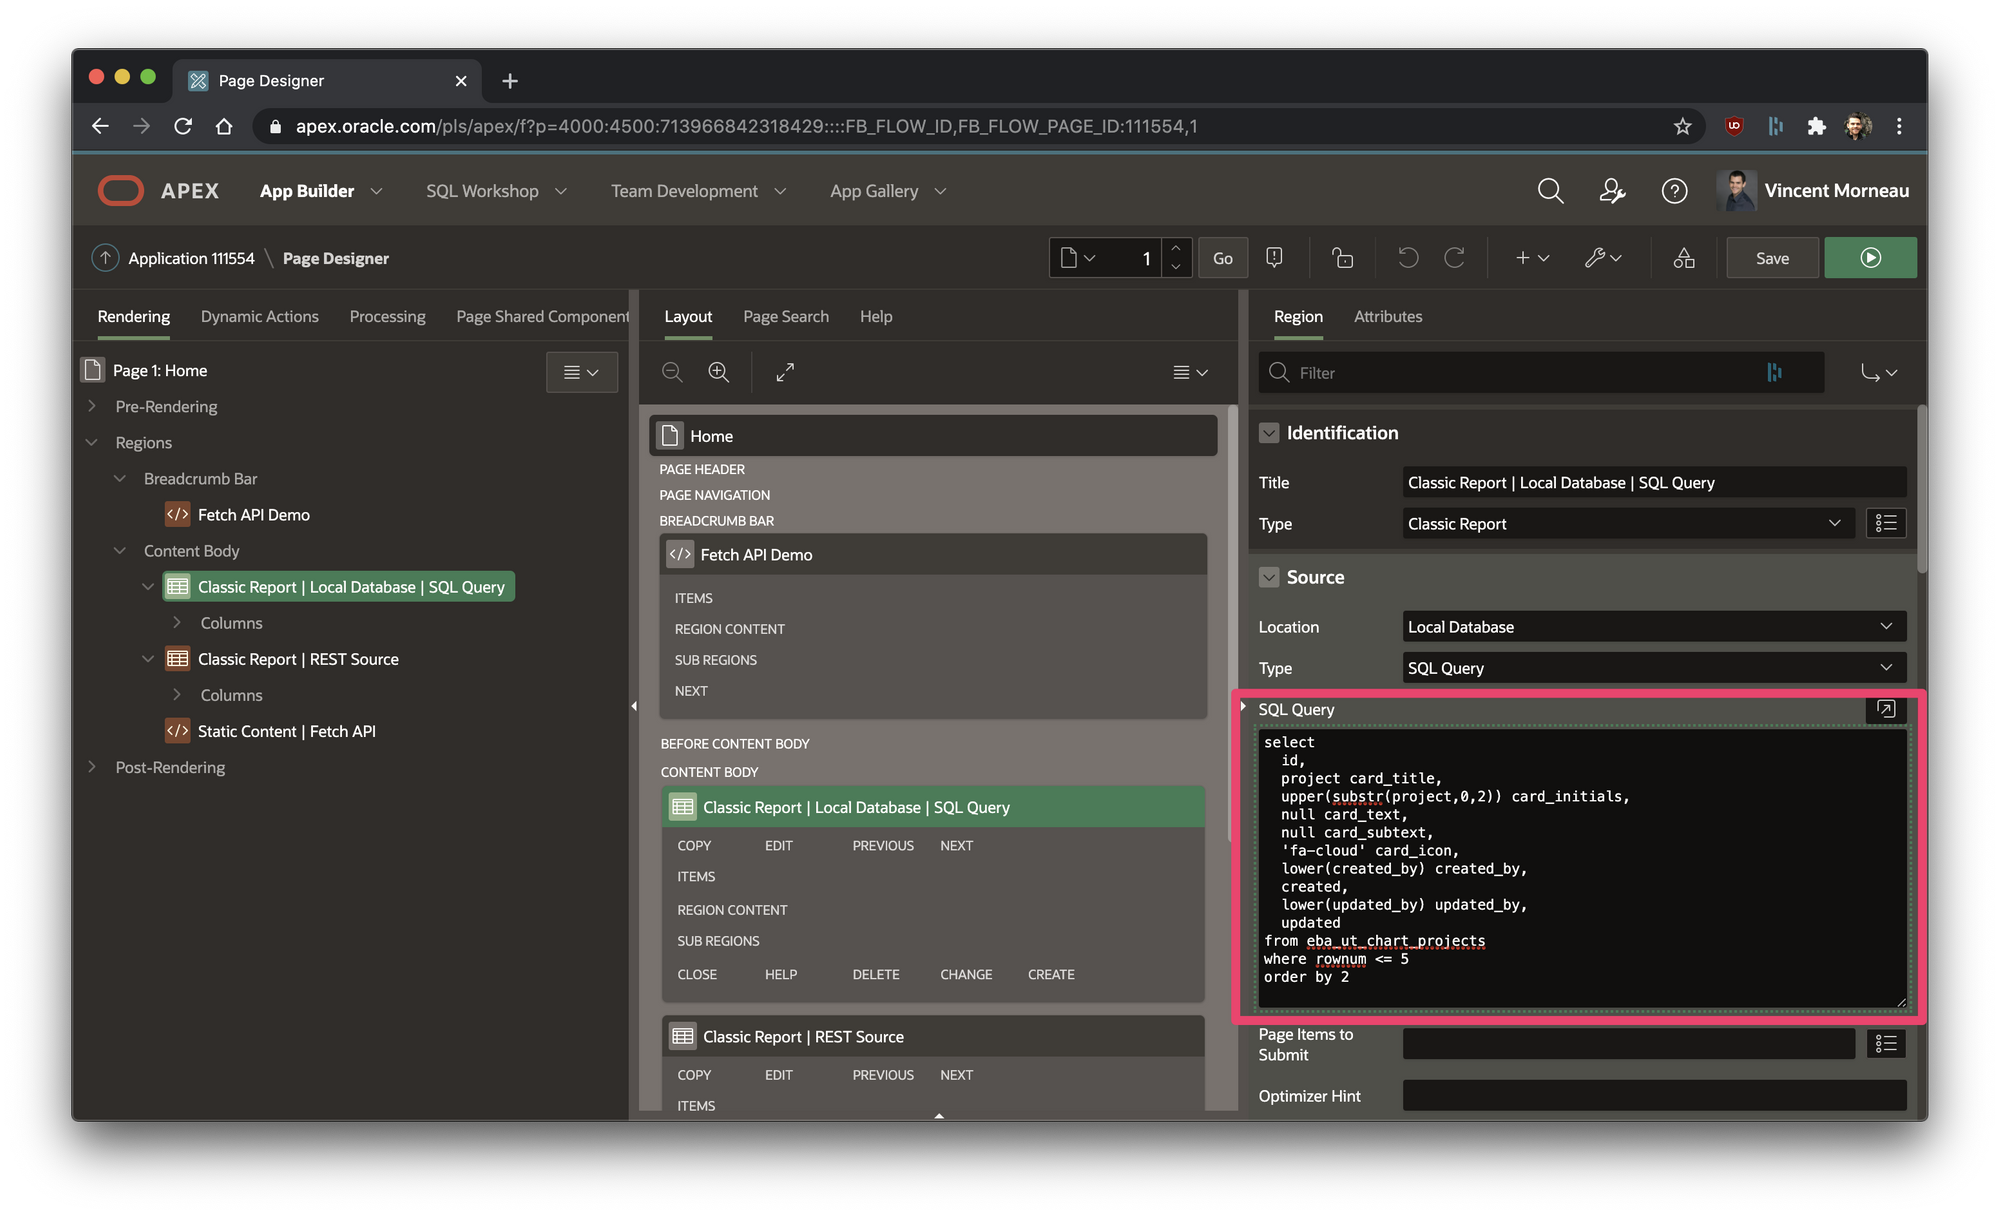 Page Designer
apex.oracle.com/pls/apex/f?p=4000:4500:713966842318429::::FB_FLOW_ID,FB_FLOW_PAGE_ID:111554,1
APEX App Builder SQL Workshop Team Development App Gallery Vincent Morneau
Application 111554 \ Page Designer 1 Go Save
Rendering Dynamic Actions Processing Page Shared Component
Page 1: Home
Pre-Rendering
Regions
Breadcrumb Bar
</> Fetch API Demo
Content Body
Classic Report | Local Database | SQL Query
Columns
Classic Report | REST Source
Columns
</> Static Content | Fetch API
Post-Rendering
Layout Page Search Help
Home
PAGE HEADER
PAGE NAVIGATION
BREADCRUMB BAR
</> Fetch API Demo
ITEMS
REGION CONTENT
SUB REGIONS
NEXT
BEFORE CONTENT BODY
CONTENT BODY
Classic Report | Local Database | SQL Query
COPY EDIT PREVIOUS NEXT
ITEMS
REGION CONTENT
SUB REGIONS
CLOSE HELP DELETE CHANGE CREATE
Classic Report | REST Source
COPY EDIT PREVIOUS NEXT
ITEMS
Region Attributes
Filter
Identification
Title Classic Report | Local Database | SQL Query
Type Classic Report
Source
Location Local Database
Type SQL Query
SQL Query
select
id,
project card_title,
upper(substr(project,0,2)) card_initials,
null card_text,
null card_subtext,
'fa-cloud' card_icon,
lower(created_by) created_by,
created,
lower(updated_by) updated_by,
updated
from eba_ut_chart_projects
where rownum <= 5
order by 2
Page Items to
Submit
Optimizer Hint